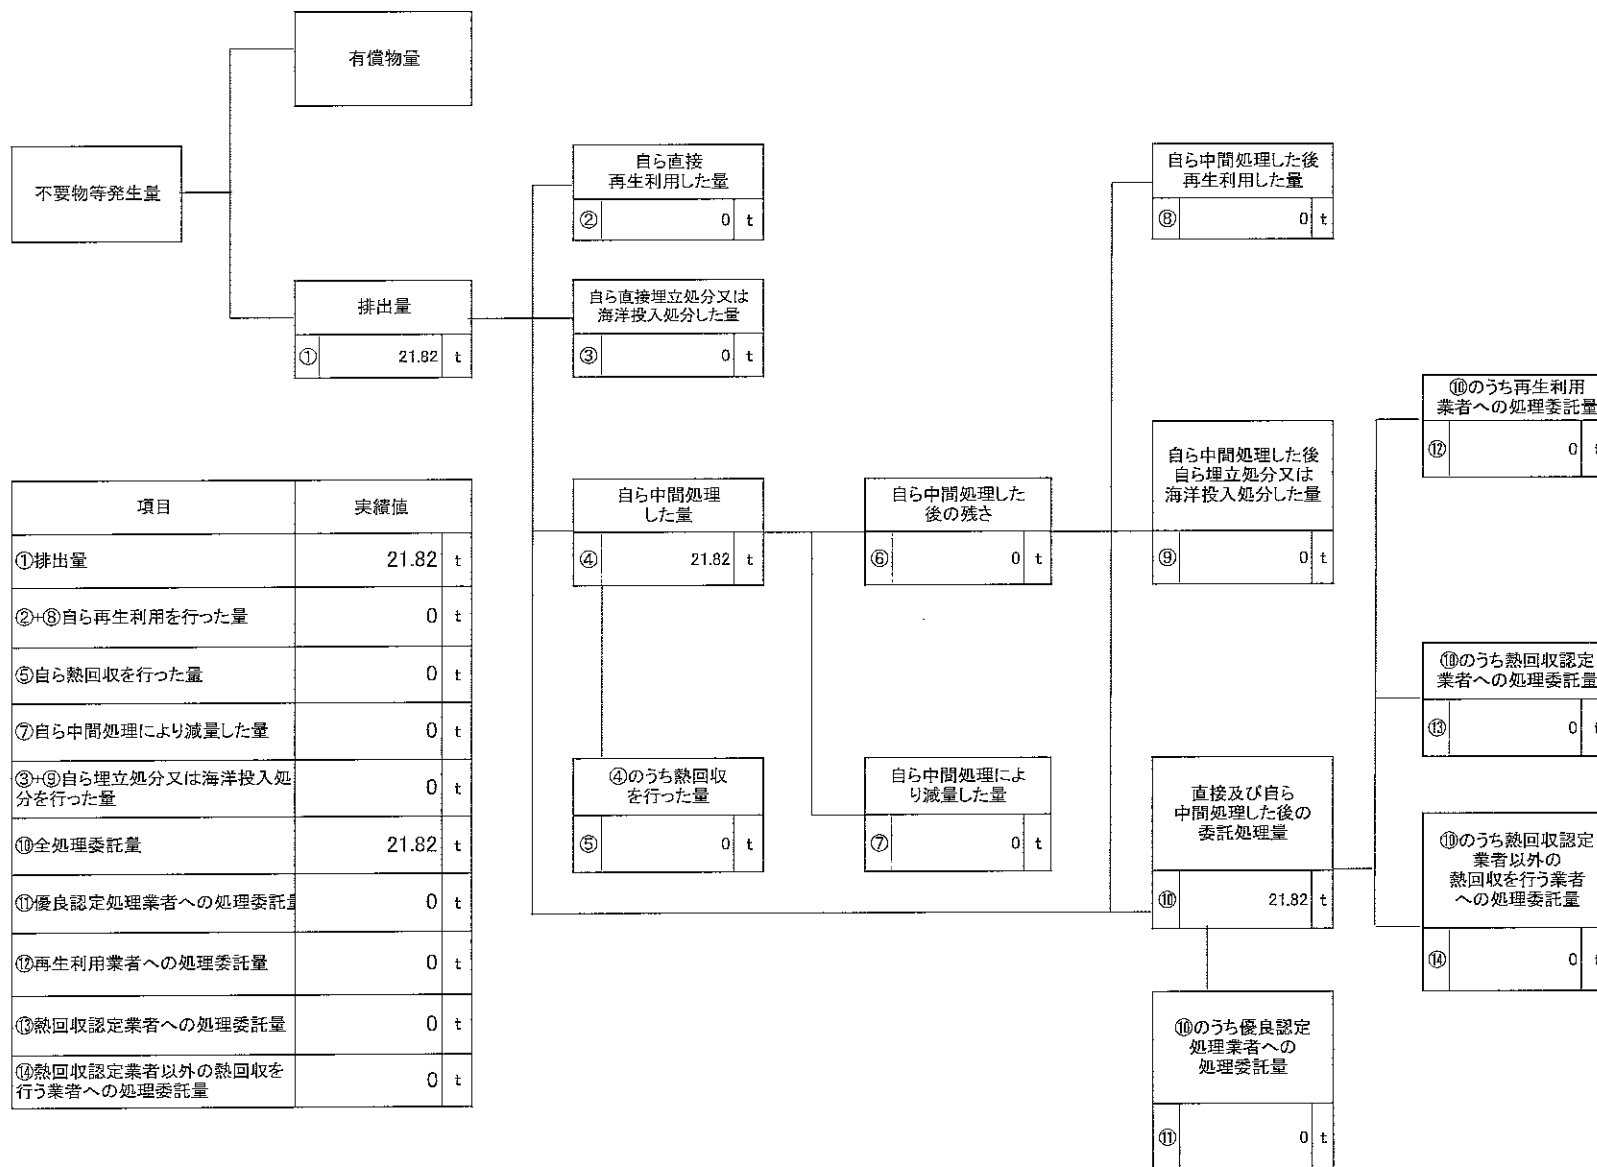 有償物量
不要物等発生量
排出量
① 21.82 t
自ら直接
再生利用した量
② 0 t
自ら直接埋立処分又は
海洋投入処分した量
③ 0 t
自ら中間処理
した量
④ 21.82 t
④のうち熱回収
を行った量
⑤ 0 t
自ら中間処理した
後の残さ
⑥ 0 t
自ら中間処理によ
り減量した量
⑦ 0 t
自ら中間処理した後
再生利用した量
⑧ 0 t
自ら中間処理した後
自ら埋立処分又は
海洋投入処分した量
⑨ 0 t
直接及び自ら
中間処理した後の
委託処理量
⑩ 21.82 t
⑩のうち優良認定
処理業者への
処理委託量
⑪ 0 t
⑩のうち再生利用
業者への処理委託量
⑫ 0 t
⑩のうち熱回収認定
業者への処理委託量
⑬ 0 t
⑩のうち熱回収認定
業者以外の
熱回収を行う業者
への処理委託量
⑭ 0 t
項目 実績値
①排出量 21.82 t
②+⑧自ら再生利用を行った量 0 t
⑤自ら熱回収を行った量 0 t
⑦自ら中間処理により減量した量 0 t
③+⑨自ら埋立処分又は海洋投入処
分を行った量 0 t
⑩全処理委託量 21.82 t
⑪優良認定処理業者への処理委託量 0 t
⑫再生利用業者への処理委託量 0 t
⑬熱回収認定業者への処理委託量 0 t
⑭熱回収認定業者以外の熱回収を
行う業者への処理委託量 0 t